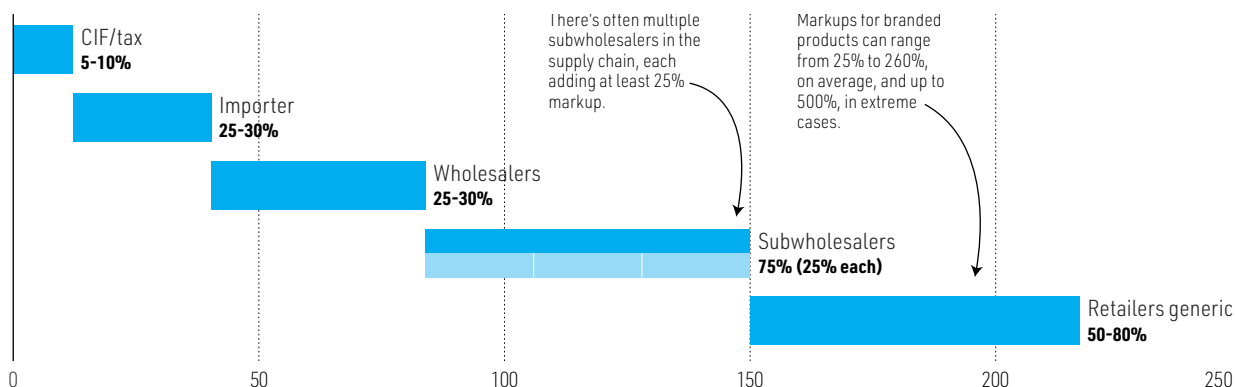 CIF/tax
5-10%
Importer
25-30%
Wholesalers
25-30%
There's often multiple
subwholesalers in the
supply chain, each
adding at least 25%
markup.
Markups for branded
products can range
from 25% to 260%,
on average, and up to
500%, in extreme
cases.
Subwholesalers
75% (25% each)
Retailers generic
50-80%
0
50
100
150
200
250